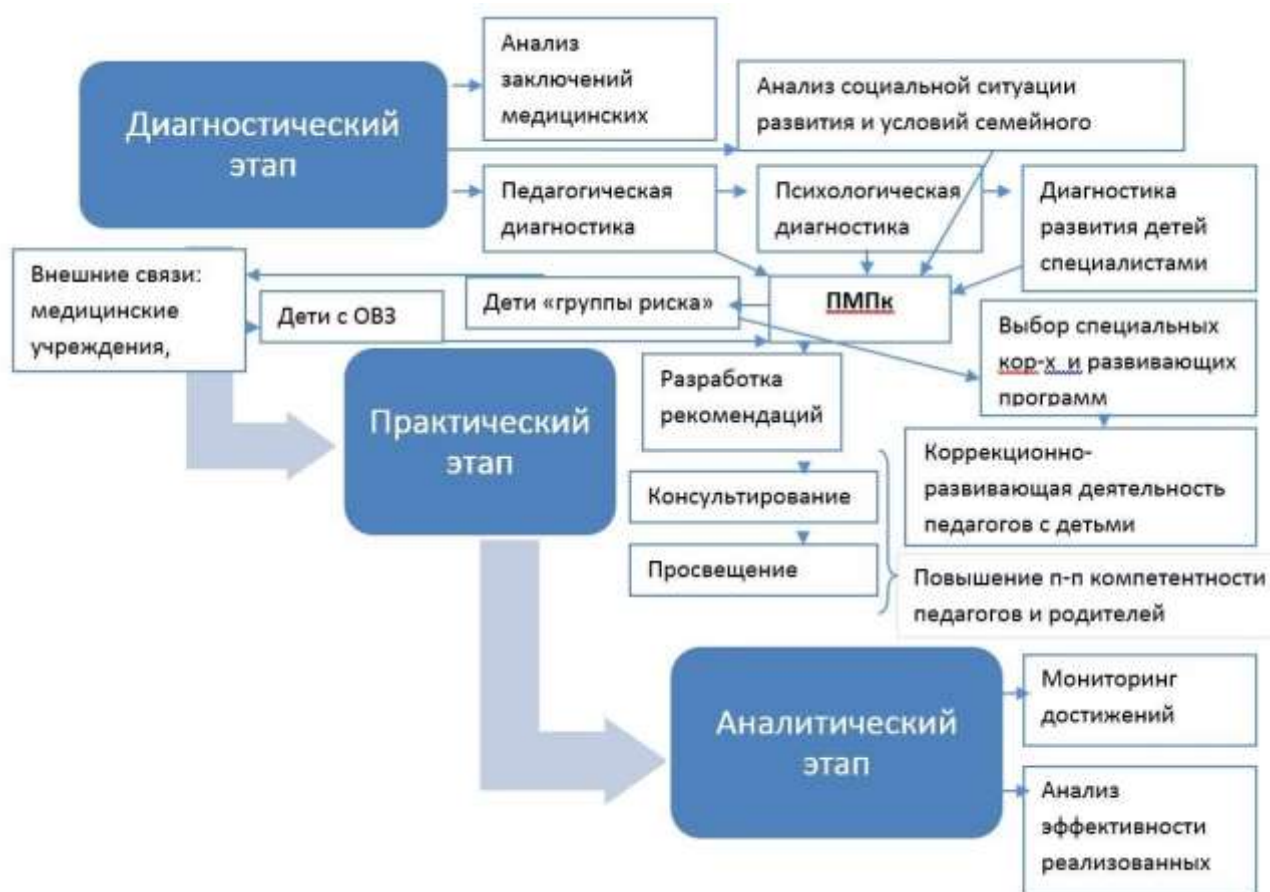 Анализ
заключений
медицинских
Диагностический
этап
Анализ социальной ситуации
развития и условий семейного
Педагогическая
диагностика
Психологическая
диагностика
Диагностика
развития детей
специалистами
Внешние связи:
медицинские
учреждения,
Дети с ОВЗ
Дети «группы риска»
ПМПк
Выбор специальных
кор-х и развивающих
программ
Разработка
рекомендаций
Практический
этап
Консультирование
Просвещение
Коррекционно-
развивающая деятельность
педагогов с детьми
Повышение п-п компетентности
педагогов и родителей
Аналитический
этап
Мониторинг
достижений
Анализ
эффективности
реализованных